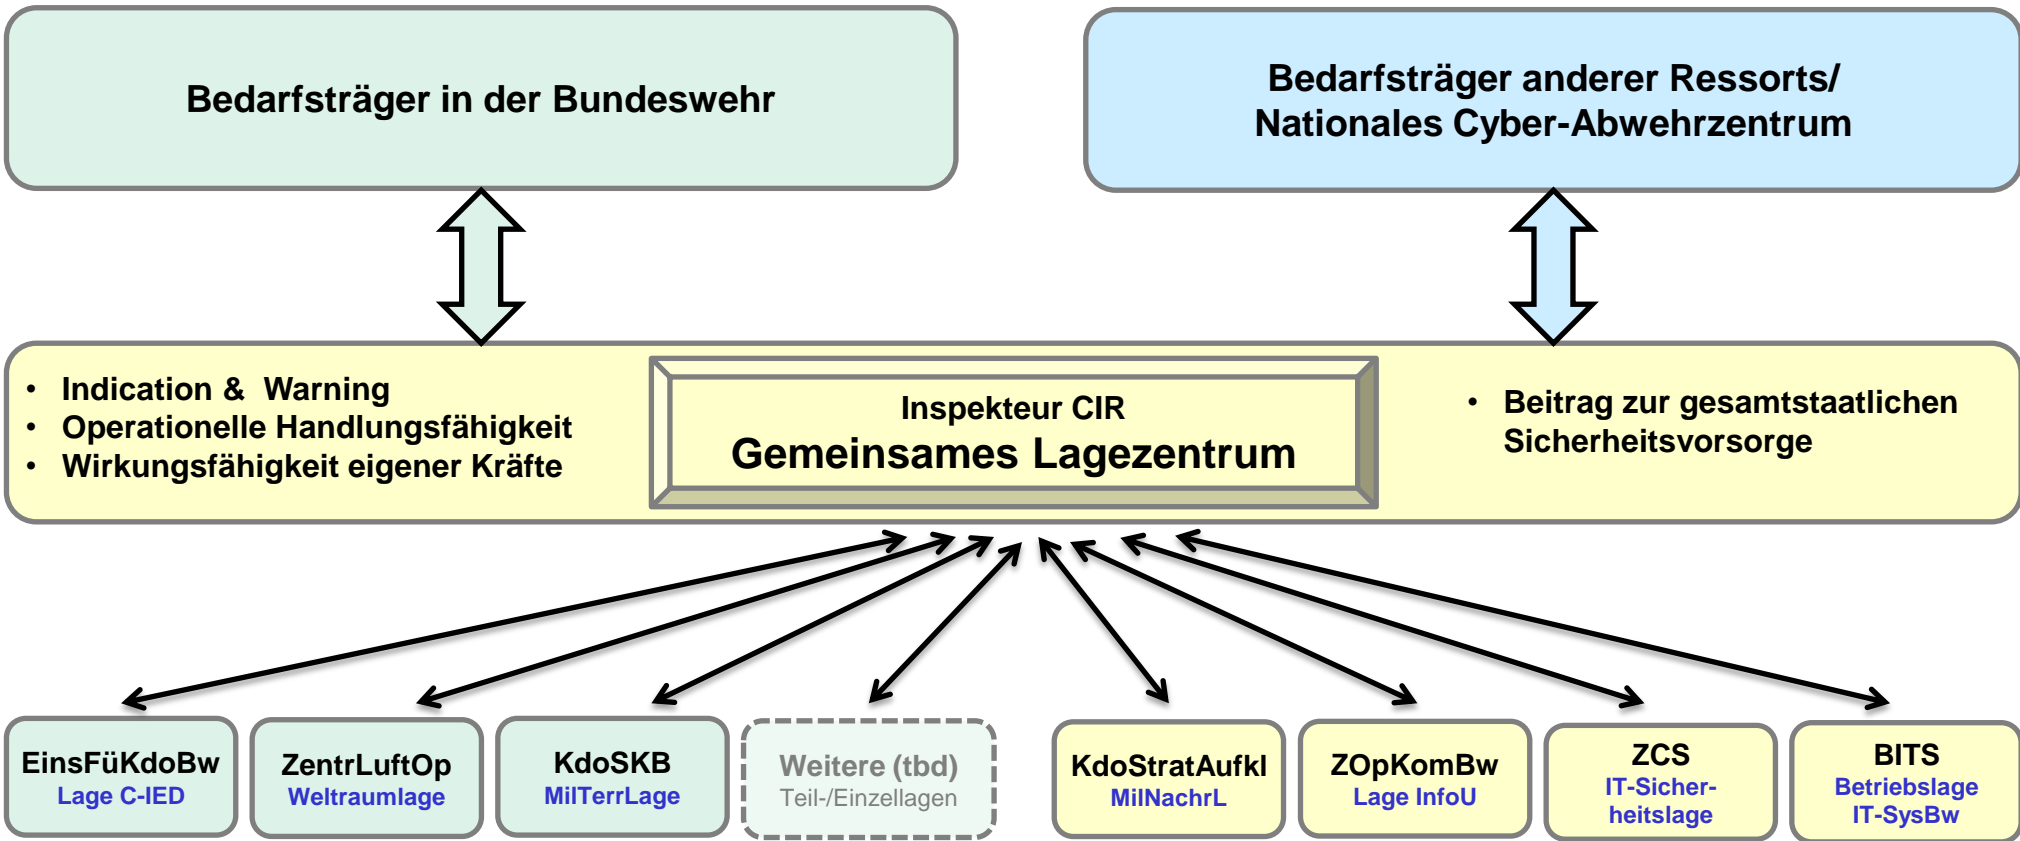 Bedarfsträger in der Bundeswehr
Bedarfsträger anderer Ressorts/
Nationales Cyber-Abwehrzentrum
• Indication & Warning
• Operationelle Handlungsfähigkeit
• Wirkungsfähigkeit eigener Kräfte
Inspekteur CIR
Gemeinsames Lagezentrum
• Beitrag zur gesamtstaatlichen
Sicherheitsvorsorge
EinsFüKdoBw
Lage C-IED
ZentrLuftOp
Weltraumlage
KdoSKB
MilTerrLage
Weitere (tbd)
Teil-/Einzellagen
KdoStratAufkl
MilNachrL
ZOpKomBw
Lage InfoU
ZCS
IT-Sicher-
heitslage
BITS
Betriebslage
IT-SysBw